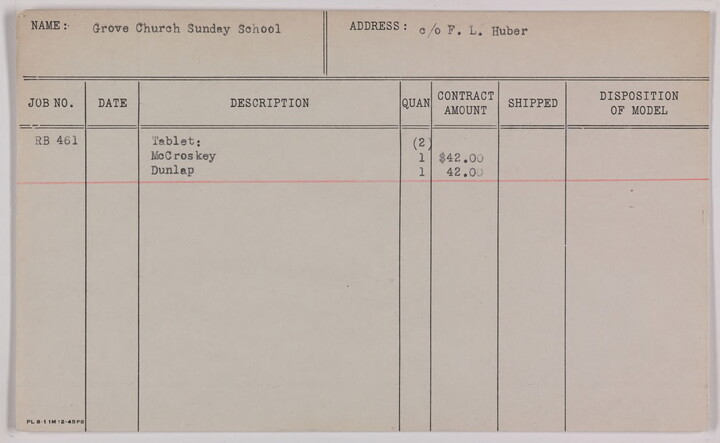 NAME: Grove Church Sunday School ADDRESS: c/o F. L. Huber
JOB NO. DATE DESCRIPTION QUAN CONTRACT AMOUNT SHIPPED DISPOSITION OF MODEL
RB 461 Tablet: (2)
McCroskey 1 $42.00
Dunlap 1 42.00